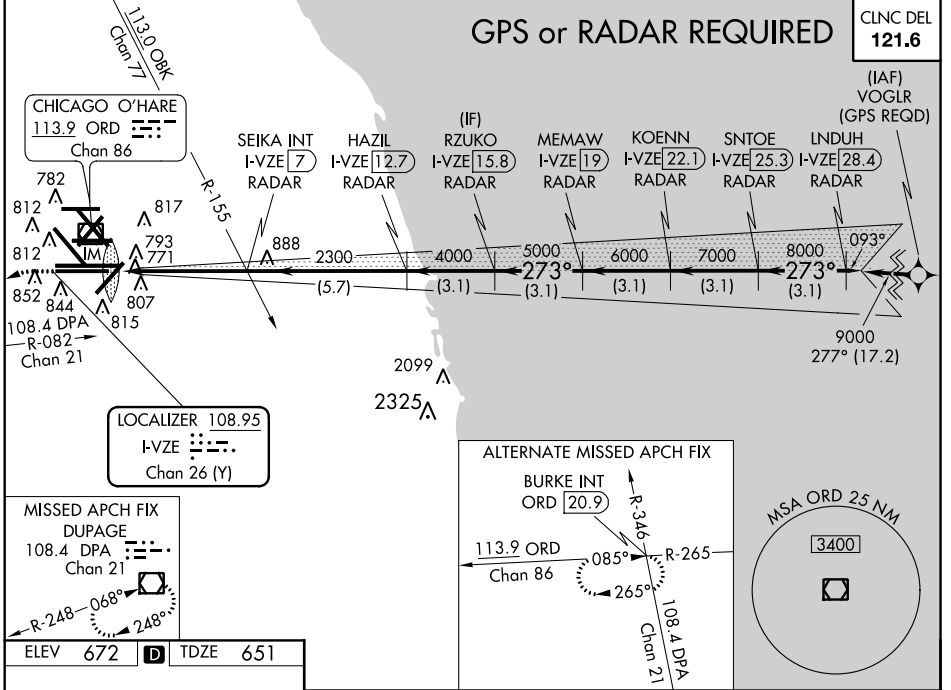 GPS or RADAR REQUIRED
CLNC DEL
121.6
113.0 OBK
Chan 77
CHICAGO O'HARE
113.9 ORD
Chan 86
R-155
SEIKA INT
I-VZE 7
RADAR
HAZIL
I-VZE 12.7
RADAR
(IF)
RZUKO
I-VZE 15.8
RADAR
MEMAW
I-VZE 19
RADAR
KOENN
I-VZE 22.1
RADAR
SNTOE
I-VZE 25.3
RADAR
LNDUH
I-VZE 28.4
RADAR
(IAF)
VOGLR
(GPS REQD)
782
812
812
817
793
771
IM
852
844
807
815
888
2300
4000
5000
6000
7000
8000
093°
273°
273°
(5.7)
(3.1)
(3.1)
(3.1)
(3.1)
(3.1)
9000
277° (17.2)
108.4 DPA
R-082
Chan 21
2099
2325
LOCALIZER 108.95
I-VZE
Chan 26 (Y)
MISSED APCH FIX
DUPAGE
108.4 DPA
Chan 21
R-248
068°
248°
ALTERNATE MISSED APCH FIX
BURKE INT
ORD 20.9
R-346
113.9 ORD
Chan 86
085°
R-265
265°
108.4 DPA
Chan 21
MSA ORD 25 NM
3400
ELEV 672 D TDZE 651